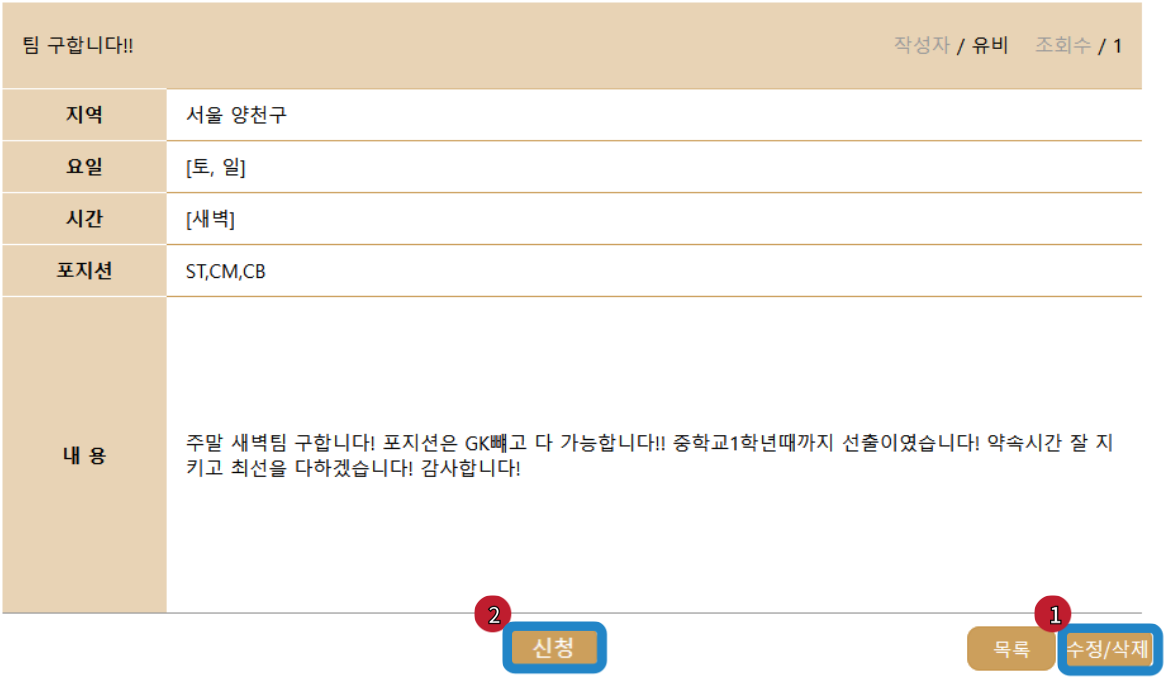 팀 구합니다!! 작성자 / 유비 조회수 / 1
지역 서울 양천구
요일 [토, 일]
시간 [새벽]
포지션 ST,CM,CB
내 용 주말 새벽팀 구합니다! 포지션은 GK빼고 다 가능합니다!! 중학교1학년때까지 선출이였습니다! 약속시간 잘 지
키고 최선을 다하겠습니다! 감사합니다!
2 1
신청 목록 수정/삭제